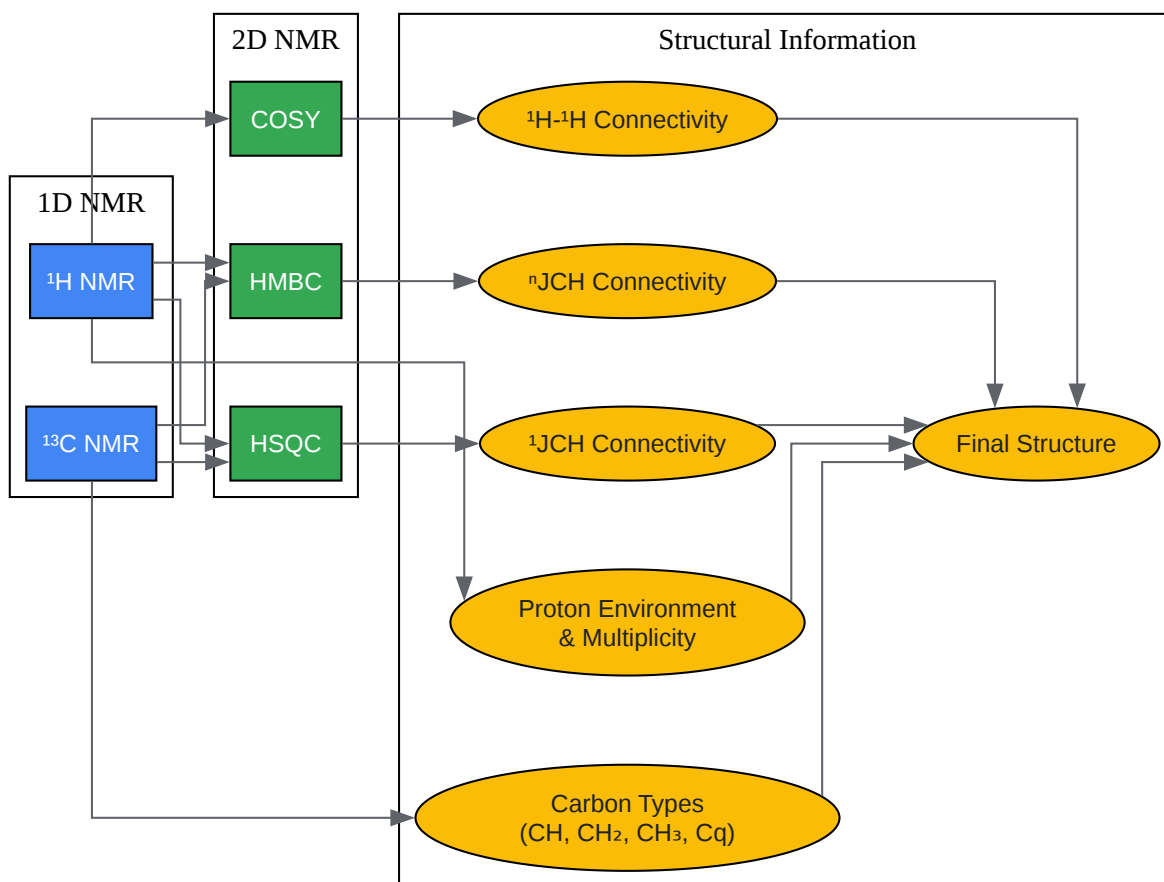 2D NMR
Structural Information
COSY
¹H-¹H Connectivity
1D NMR
¹H NMR
HMBC
ⁿJCH Connectivity
¹³C NMR
HSQC
¹JCH Connectivity
Final Structure
Proton Environment
& Multiplicity
Carbon Types
(CH, CH₂, CH₃, Cq)